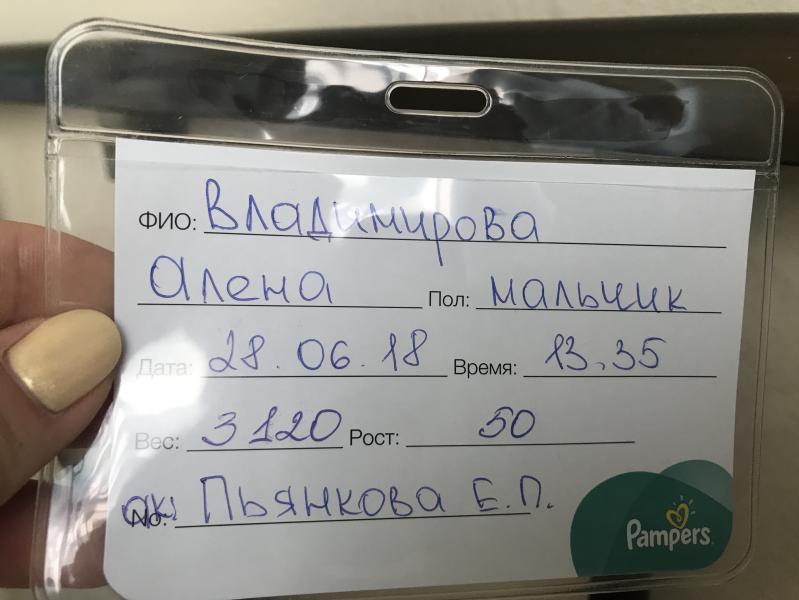 ФИО: Владимирова
Алена Пол: мальчик
Дата: 28.06.18 Время: 13.35
Вес: 3120 Рост: 50
No: ак: Пьянкова Е.П.
Pampers